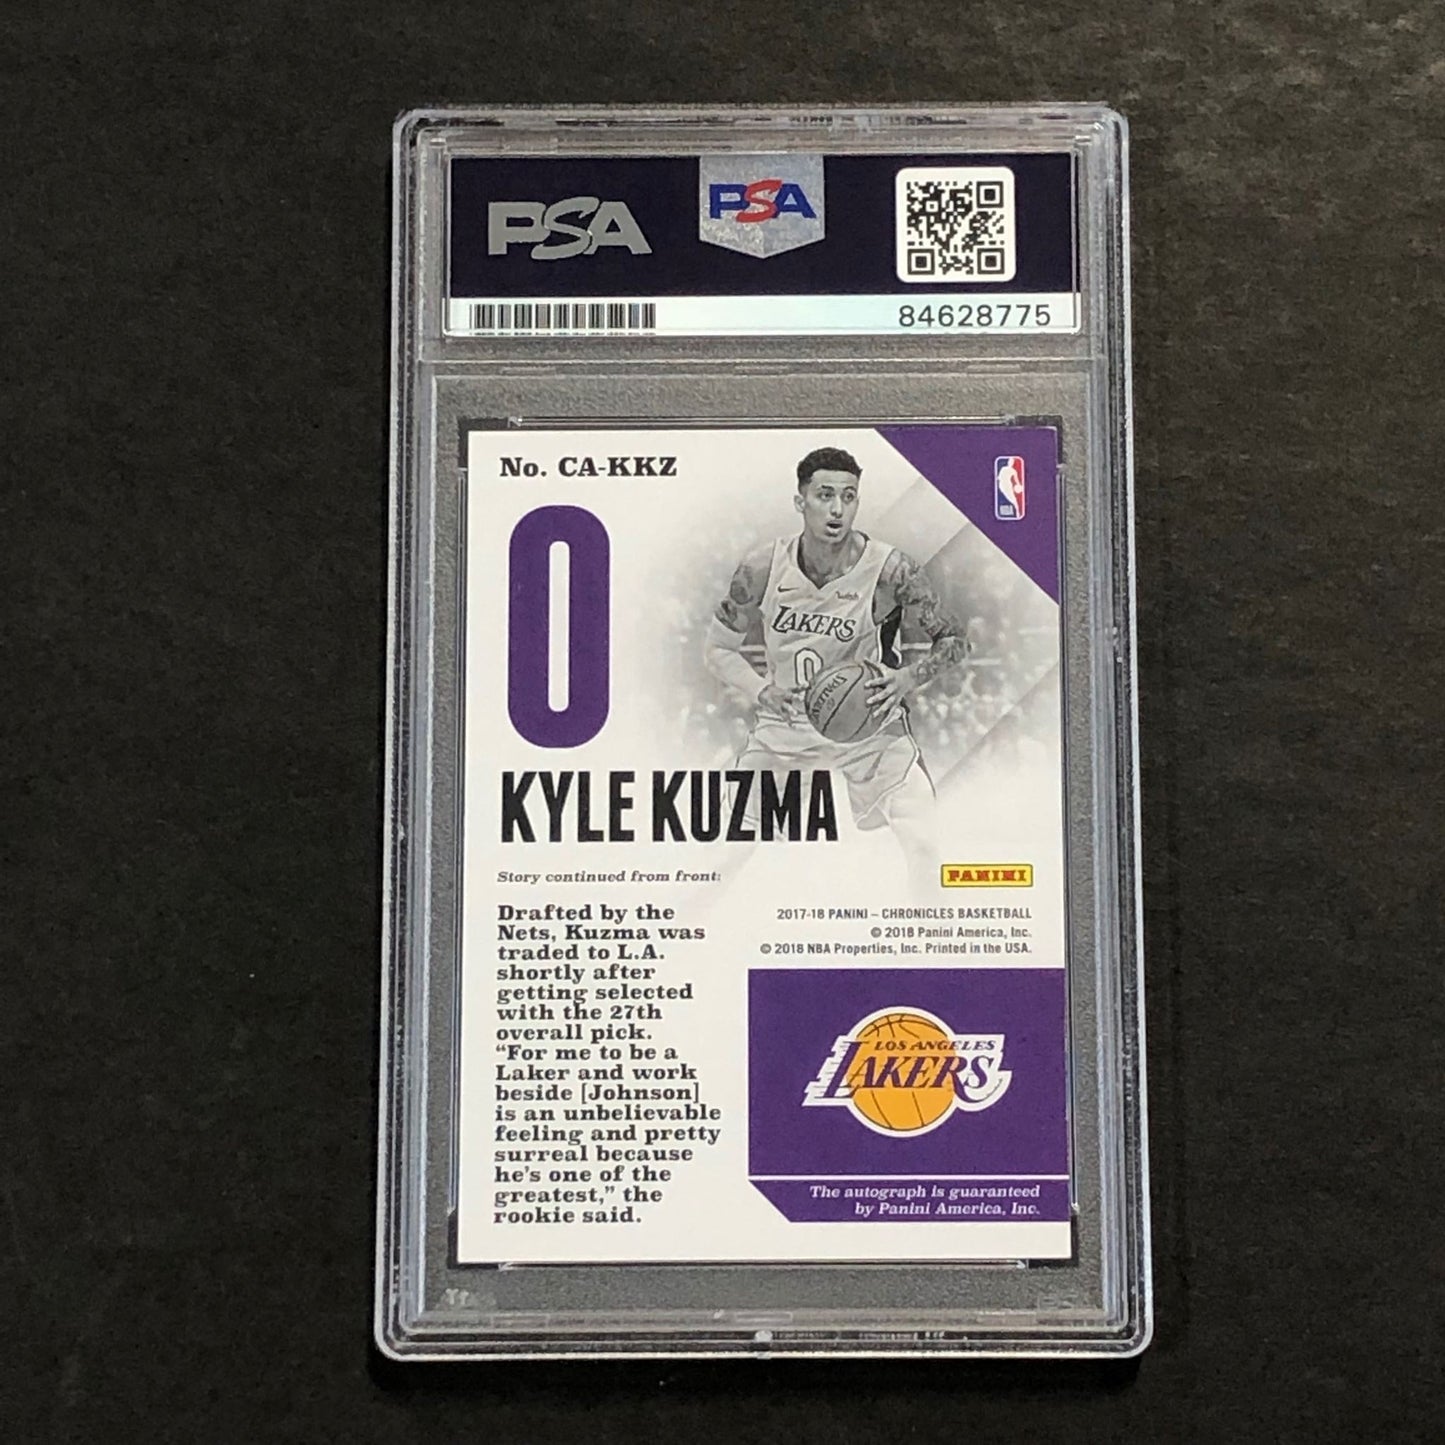 PSA
PSA
84628775
No. CA-KKZ
NBA
0
twitch
LAKERS
0
SPALDING
KYLE KUZMA
Story continued from front:
PANINI
Drafted by the
Nets, Kuzma was
traded to L.A.
shortly after
getting selected
with the 27th
overall pick.
“For me to be a
Laker and work
beside [Johnson]
is an unbelievable
feeling and pretty
surreal because
he's one of the
greatest,” the
rookie said.
2017-18 PANINI – CHRONICLES BASKETBALL
© 2018 Panini America, Inc.
© 2018 NBA Properties, Inc. Printed in the USA.
LOS ANGELES
LAKERS
The autograph is guaranteed
by Panini America, Inc.